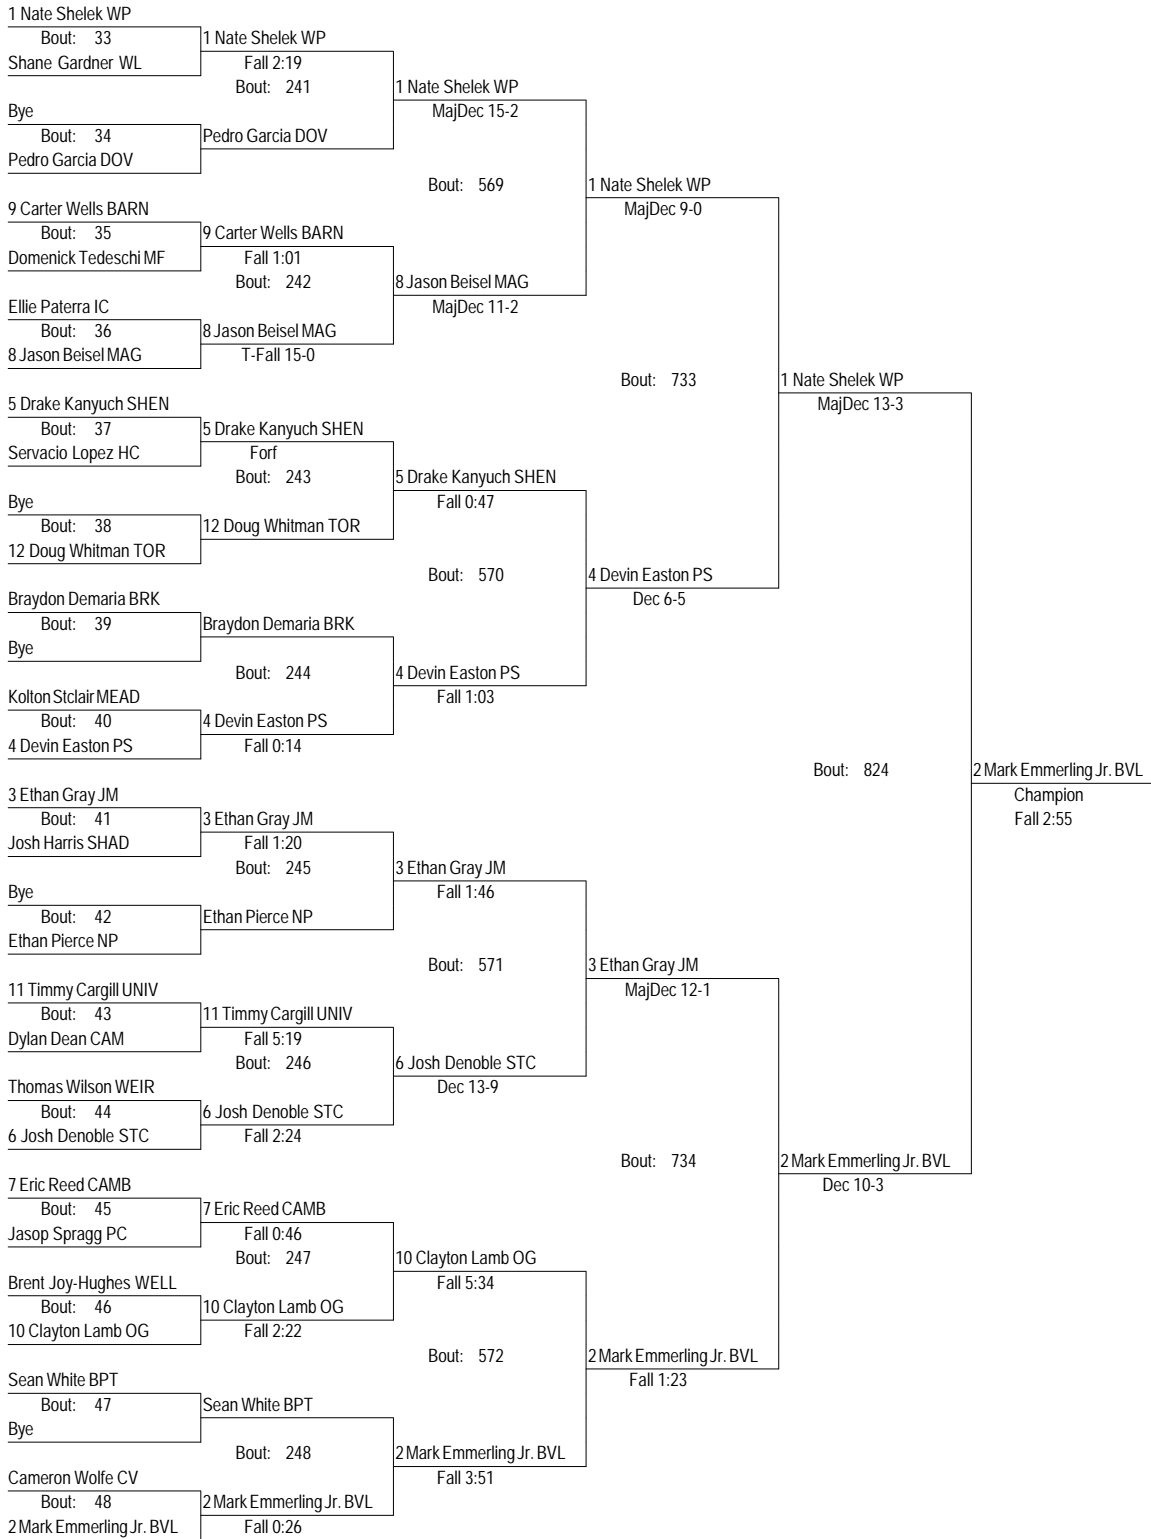 1 Nate Shelek WP
Bout: 33
Shane Gardner WL
1 Nate Shelek WP
Fall 2:19
Bout: 241
1 Nate Shelek WP
MajDec 15-2
Bye
Bout: 34
Pedro Garcia DOV
Pedro Garcia DOV
Bout: 569
1 Nate Shelek WP
MajDec 9-0
9 Carter Wells BARN
Bout: 35
Domenick Tedeschi MF
9 Carter Wells BARN
Fall 1:01
Bout: 242
8 Jason Beisel MAG
MajDec 11-2
Ellie Paterra IC
Bout: 36
8 Jason Beisel MAG
8 Jason Beisel MAG
T-Fall 15-0
Bout: 733
1 Nate Shelek WP
MajDec 13-3
5 Drake Kanyuch SHEN
Bout: 37
Servacio Lopez HC
5 Drake Kanyuch SHEN
Forf
Bout: 243
5 Drake Kanyuch SHEN
Fall 0:47
Bye
Bout: 38
12 Doug Whitman TOR
12 Doug Whitman TOR
Bout: 570
4 Devin Easton PS
Dec 6-5
Braydon Demaria BRK
Bout: 39
Bye
Braydon Demaria BRK
Bout: 244
4 Devin Easton PS
Fall 1:03
Kolton Stclair MEAD
Bout: 40
4 Devin Easton PS
4 Devin Easton PS
Fall 0:14
Bout: 824
2 Mark Emmerling Jr. BVL
Champion
Fall 2:55
3 Ethan Gray JM
Bout: 41
Josh Harris SHAD
3 Ethan Gray JM
Fall 1:20
Bout: 245
3 Ethan Gray JM
Fall 1:46
Bye
Bout: 42
Ethan Pierce NP
Ethan Pierce NP
Bout: 571
3 Ethan Gray JM
MajDec 12-1
11 Timmy Cargill UNIV
Bout: 43
Dylan Dean CAM
11 Timmy Cargill UNIV
Fall 5:19
Bout: 246
6 Josh Denoble STC
Dec 13-9
Thomas Wilson WEIR
Bout: 44
6 Josh Denoble STC
6 Josh Denoble STC
Fall 2:24
Bout: 734
2 Mark Emmerling Jr. BVL
Dec 10-3
7 Eric Reed CAMB
Bout: 45
Jasop Spragg PC
7 Eric Reed CAMB
Fall 0:46
Bout: 247
10 Clayton Lamb OG
Fall 5:34
Brent Joy-Hughes WELL
Bout: 46
10 Clayton Lamb OG
10 Clayton Lamb OG
Fall 2:22
Bout: 572
2 Mark Emmerling Jr. BVL
Fall 1:23
Sean White BPT
Bout: 47
Bye
Sean White BPT
Bout: 248
2 Mark Emmerling Jr. BVL
Fall 3:51
Cameron Wolfe CV
Bout: 48
2 Mark Emmerling Jr. BVL
2 Mark Emmerling Jr. BVL
Fall 0:26